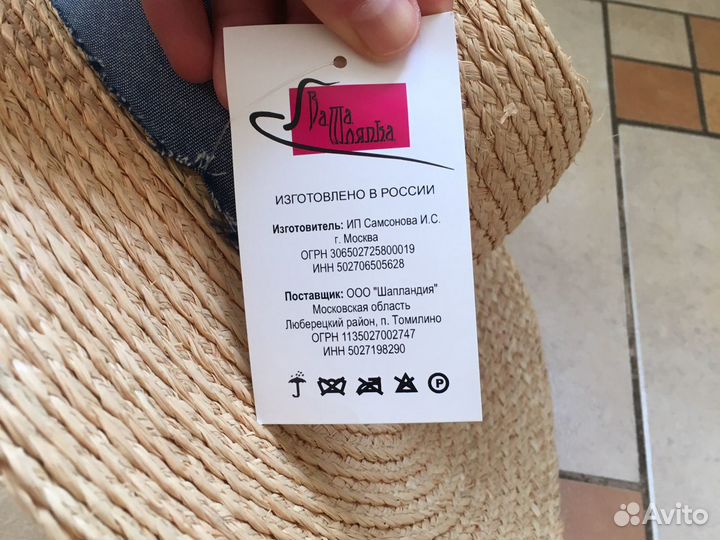 ВаШа
Шляпка
ИЗГОТОВЛЕНО В РОССИИ
Изготовитель: ИП Самсонова И.С.
г. Москва
ОГРН 306502725800019
ИНН 502706505628
Поставщик: ООО "Шапландия"
Московская область
Люберецкий район, п. Томилино
ОГРН 1135027002747
ИНН 5027198290
P
Avito